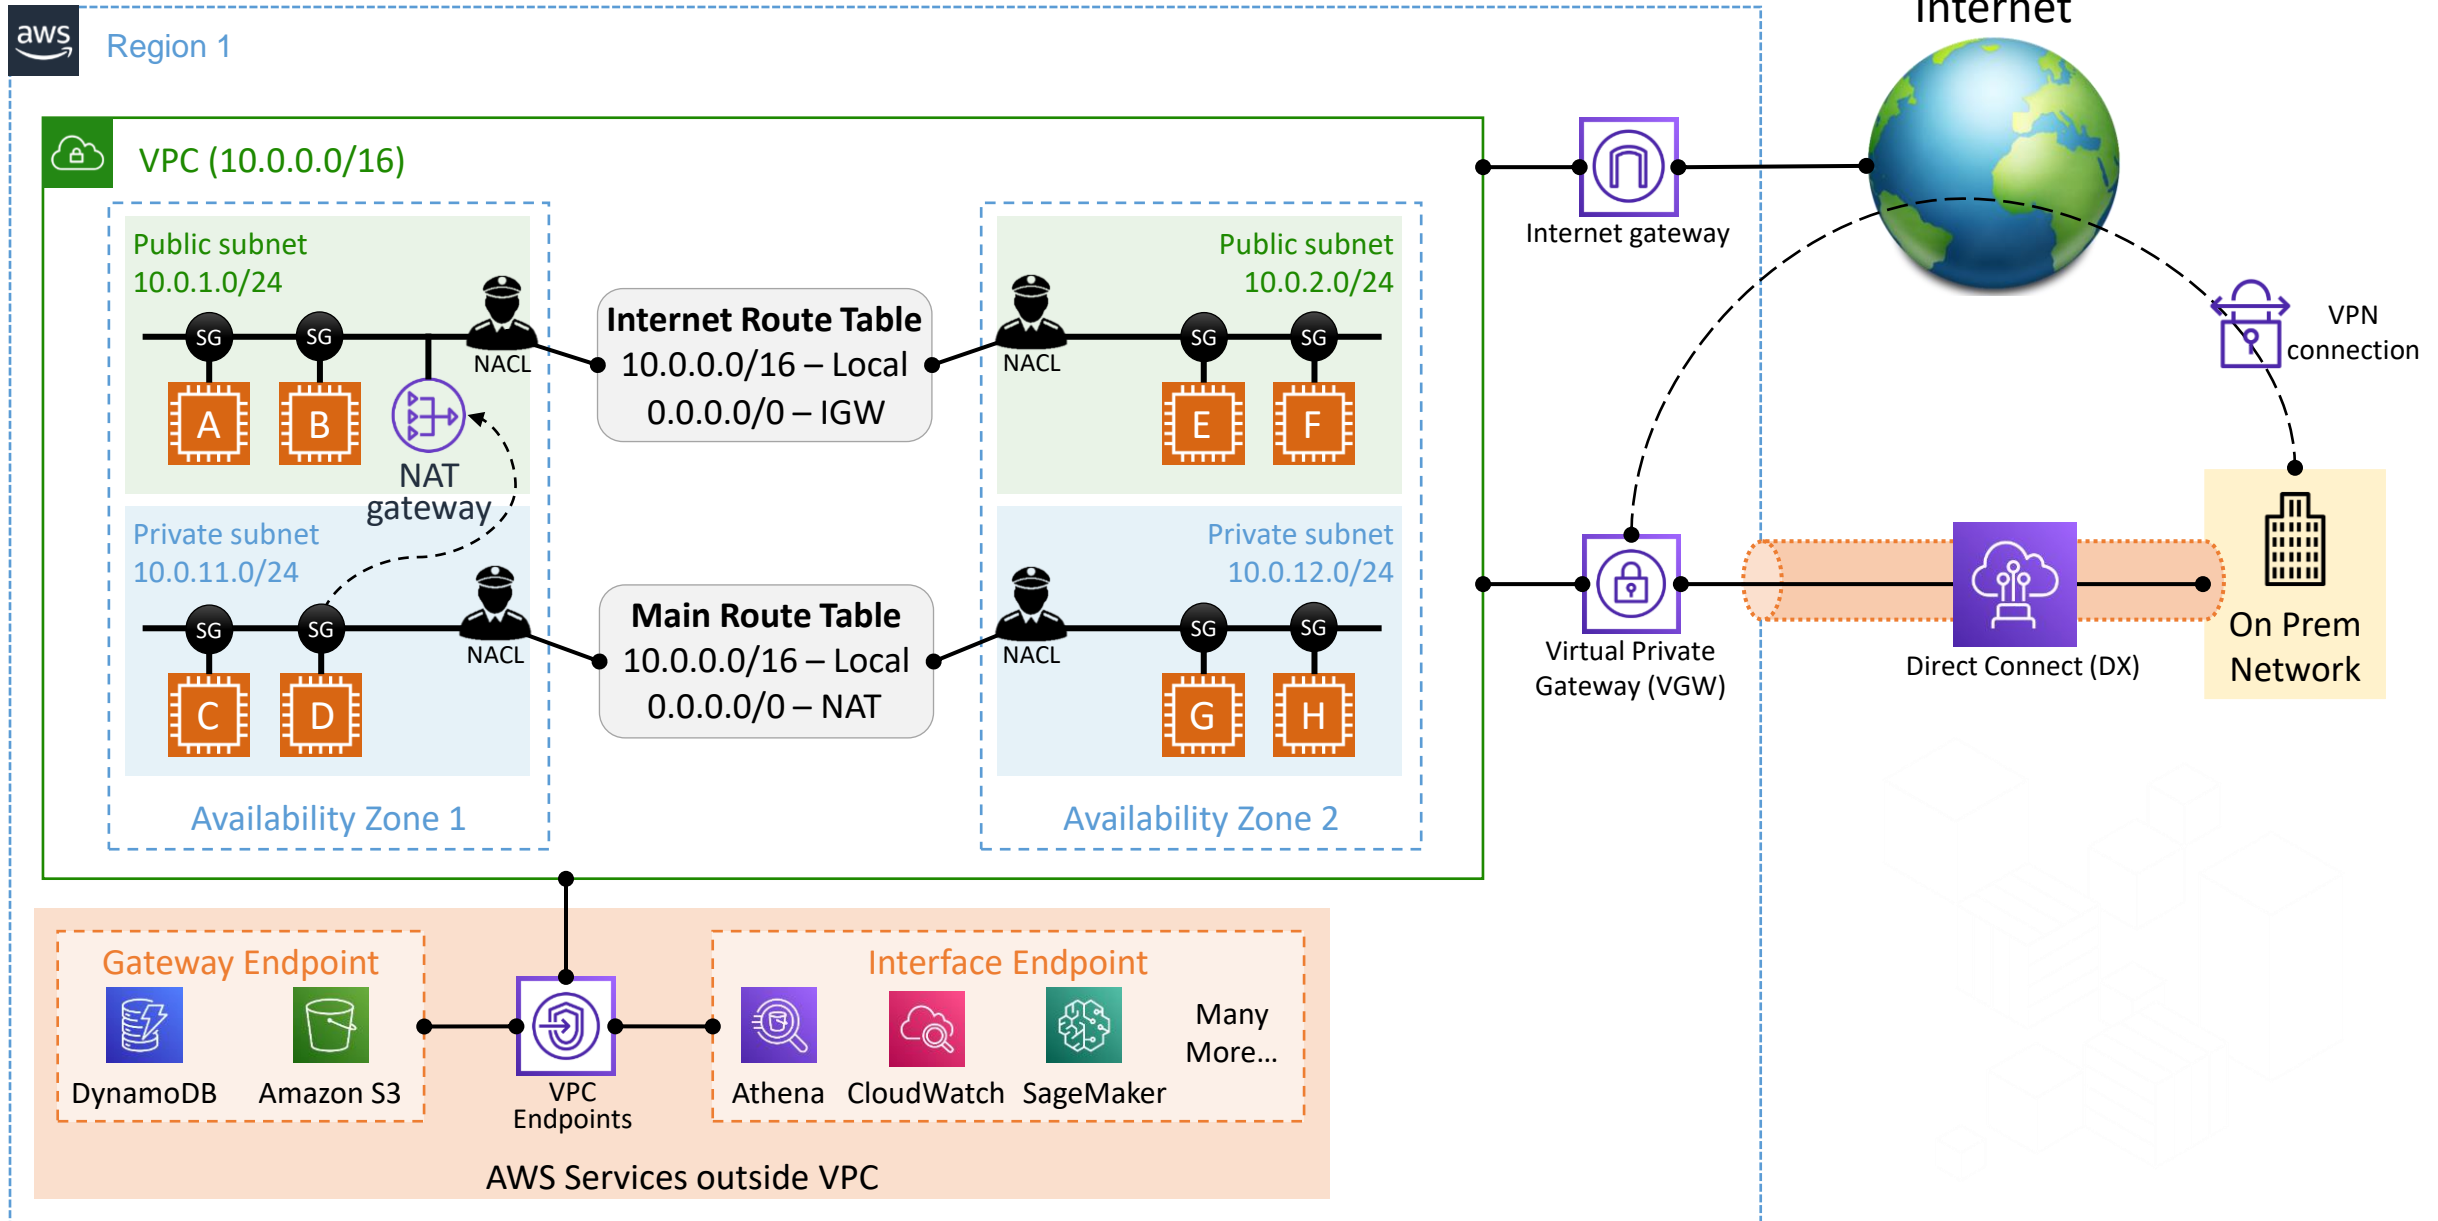 aws
Region 1
Internet
VPC (10.0.0.0/16)
Public subnet
10.0.1.0/24
SG
SG
NACL
A
B
NAT
gateway
Internet Route Table
10.0.0.0/16 – Local
0.0.0.0/0 – IGW
Public subnet
10.0.2.0/24
NACL
SG
SG
E
F
Private subnet
10.0.11.0/24
SG
SG
NACL
C
D
Main Route Table
10.0.0.0/16 – Local
0.0.0.0/0 – NAT
Private subnet
10.0.12.0/24
NACL
SG
SG
G
H
Availability Zone 1
Availability Zone 2
Internet gateway
VPN
connection
Virtual Private
Gateway (VGW)
Direct Connect (DX)
On Prem
Network
Gateway Endpoint
DynamoDB
Amazon S3
VPC
Endpoints
Interface Endpoint
Athena
CloudWatch
SageMaker
Many
More...
AWS Services outside VPC